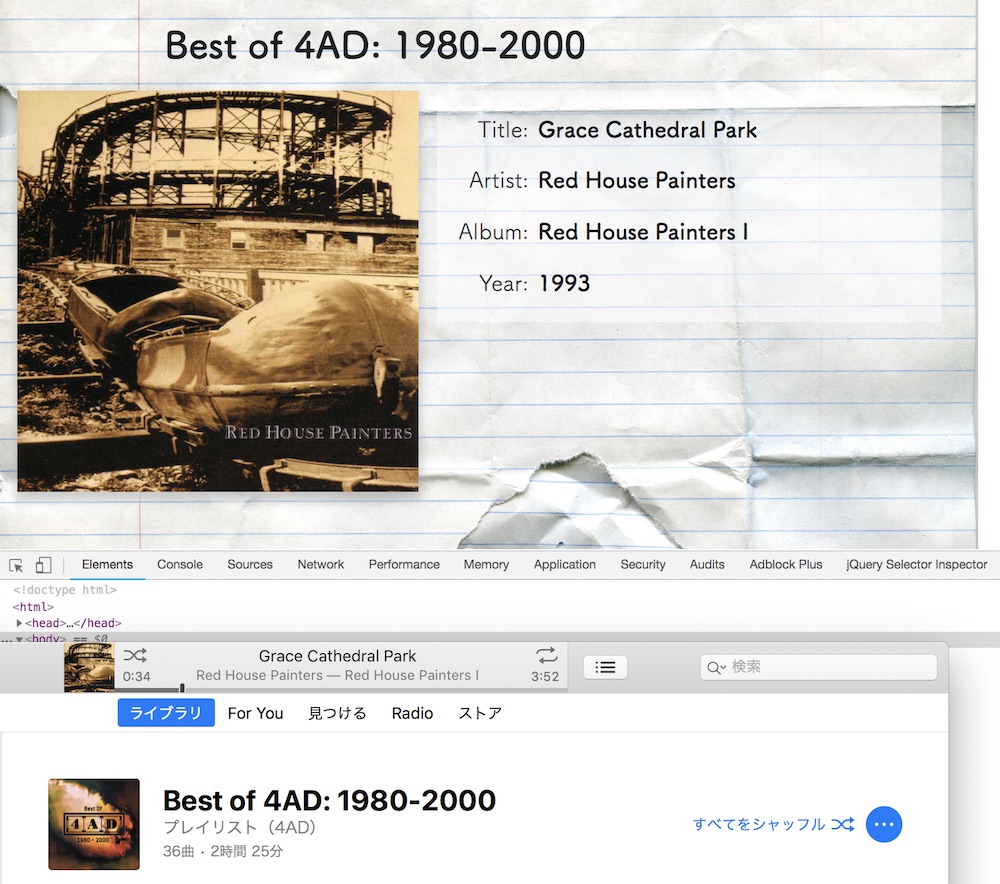 Best of 4AD: 1980-2000
Title: Grace Cathedral Park
Artist: Red House Painters
Album: Red House Painters I
Year: 1993
RED HOUSE PAINTERS
Elements Console Sources Network Performance Memory Application Security Audits Adblock Plus jQuery Selector Inspector
<!doctype html>
<html>
▶<head>…</head>
…▼<body> == $0
Grace Cathedral Park
0:34 Red House Painters — Red House Painters I 3:52
検索
ライブラリ For You 見つける Radio ストア
Best Of
4AD
1980 - 2000
Best of 4AD: 1980-2000
プレイリスト（4AD）
36曲・2時間 25分
すべてをシャッフル